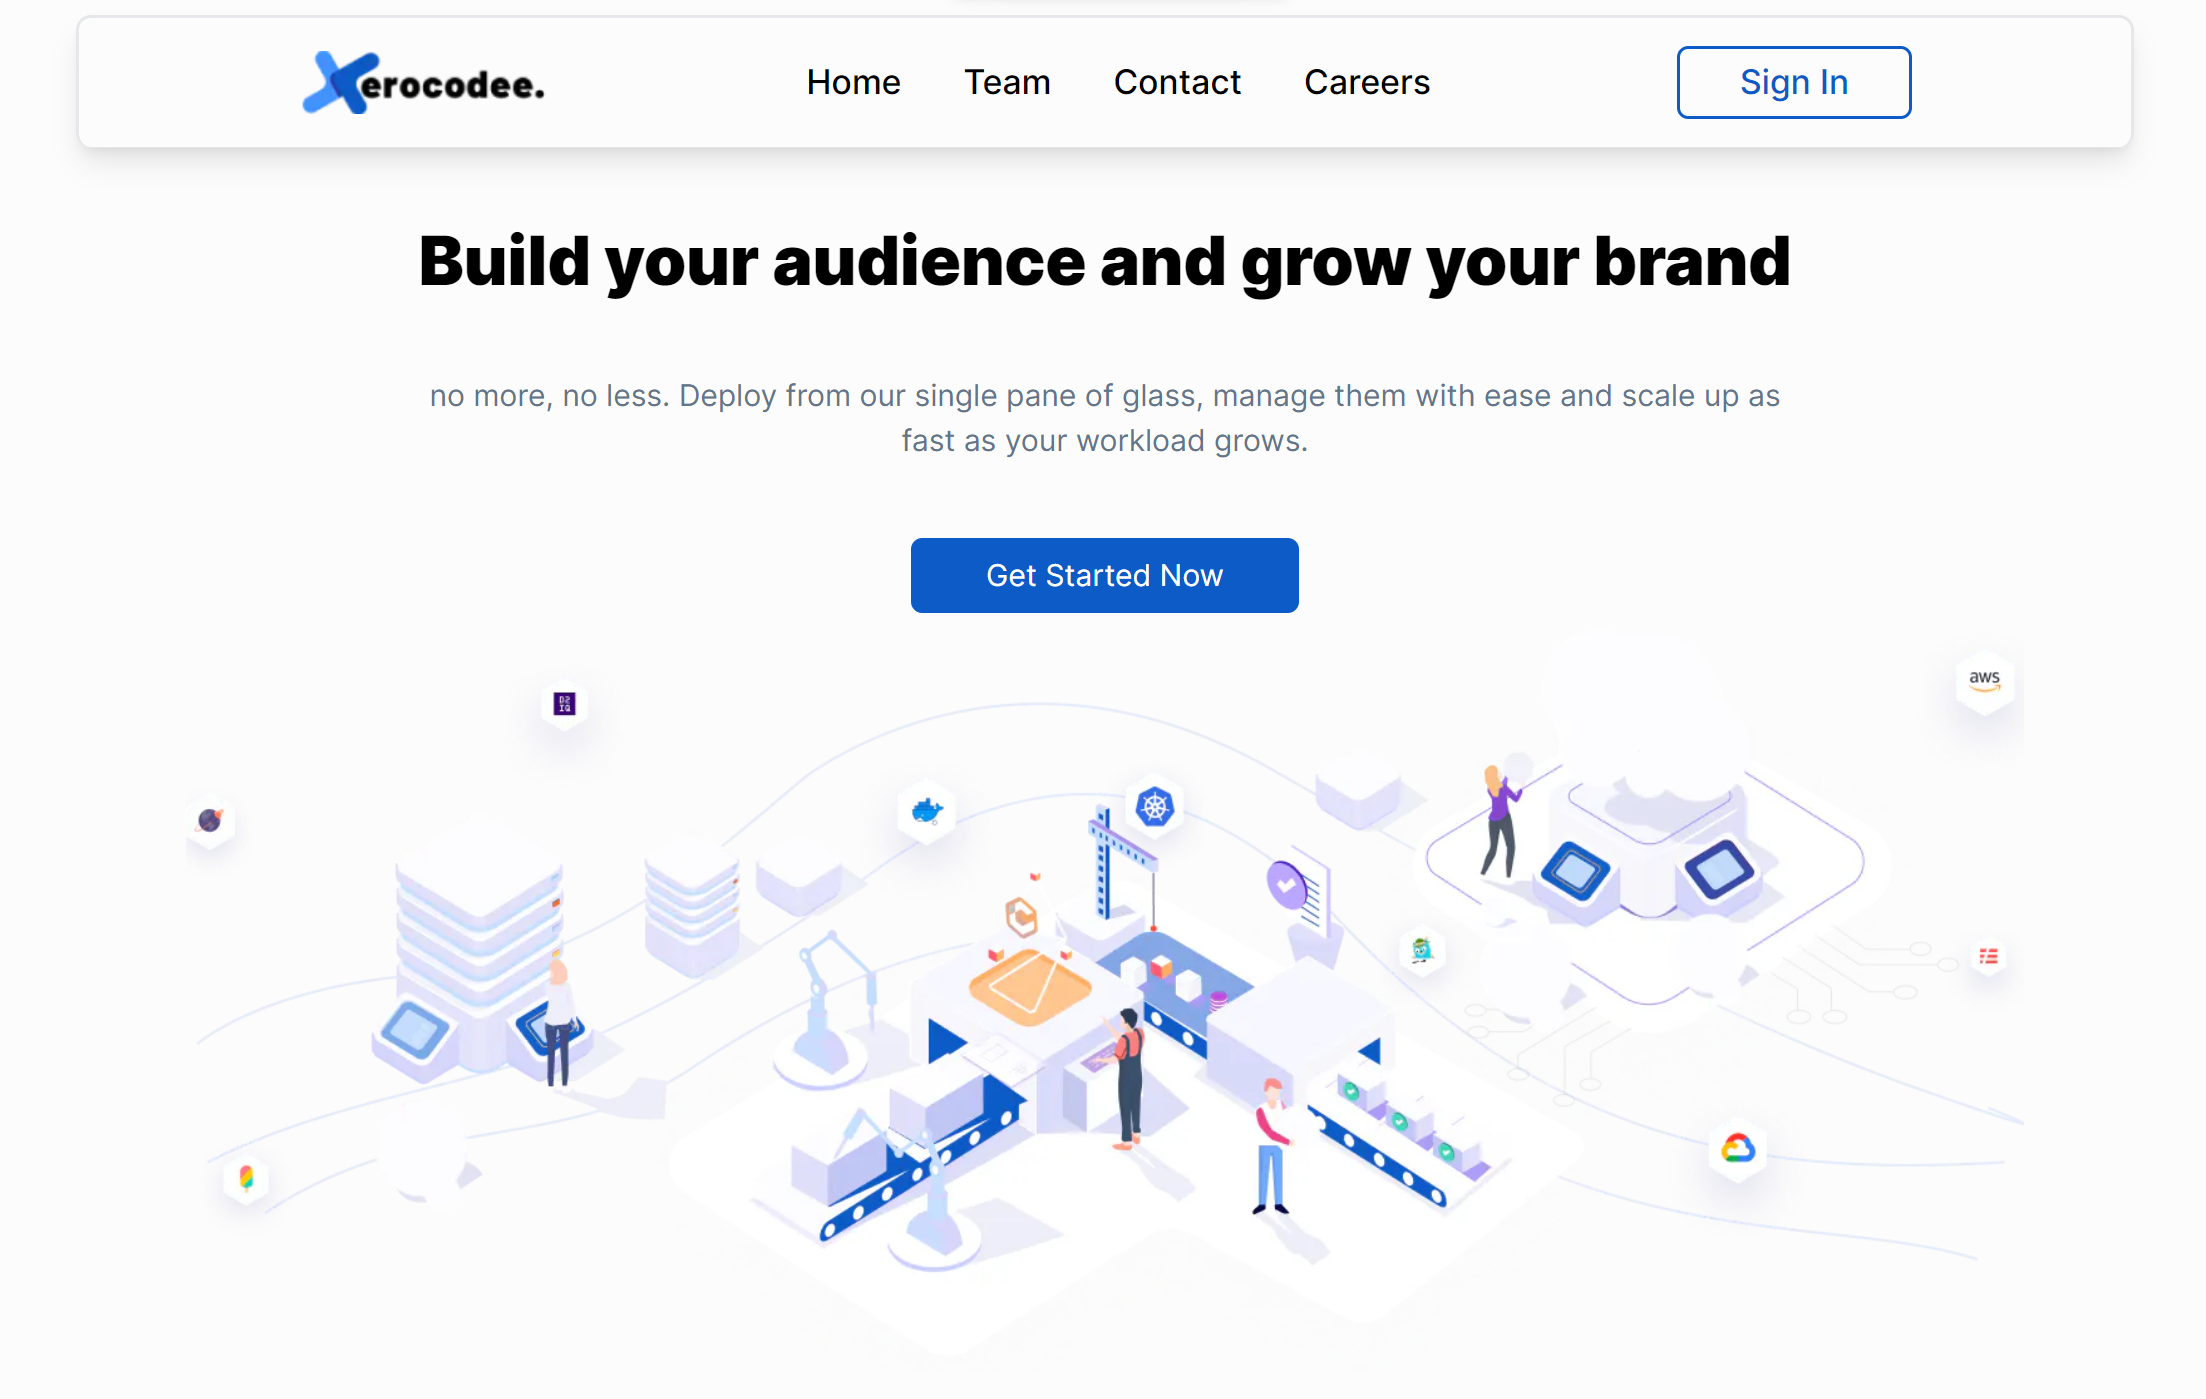 Xerocodee.
Home Team Contact Careers Sign In
Build your audience and grow your brand
no more, no less. Deploy from our single pane of glass, manage them with ease and scale up as
fast as your workload grows.
Get Started Now
aws
D2
IQ